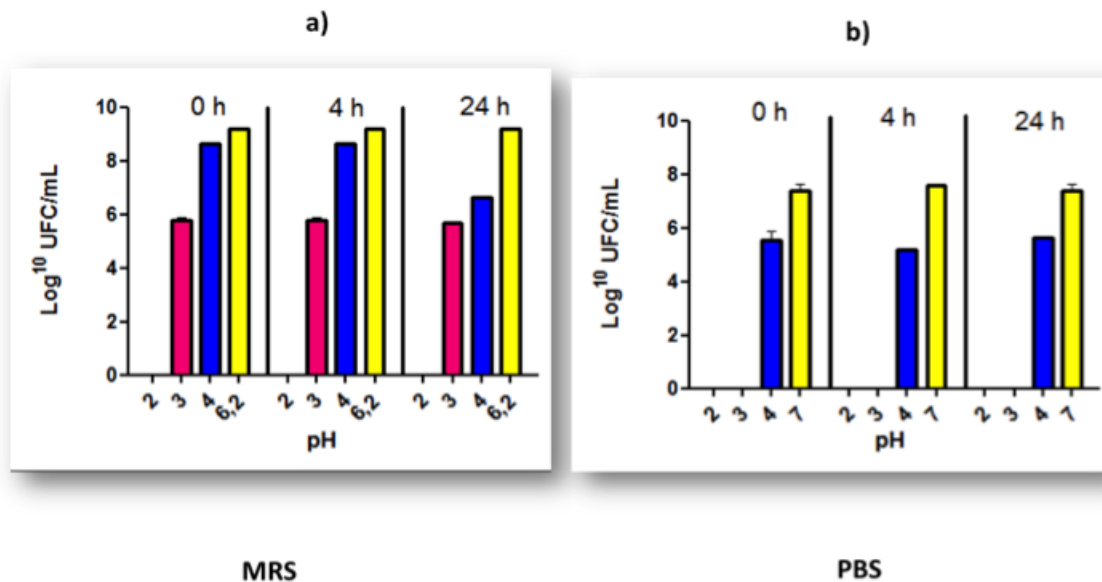 a)
0 h 4 h 24 h
Log10 UFC/mL
10
8
6
4
2
0
2 3 4 6,2 2 3 4 6,2 2 3 4 6,2
pH
MRS
b)
0 h 4 h 24 h
Log10 UFC/mL
10
8
6
4
2
0
2 3 4 7 2 3 4 7 2 3 4 7
pH
PBS